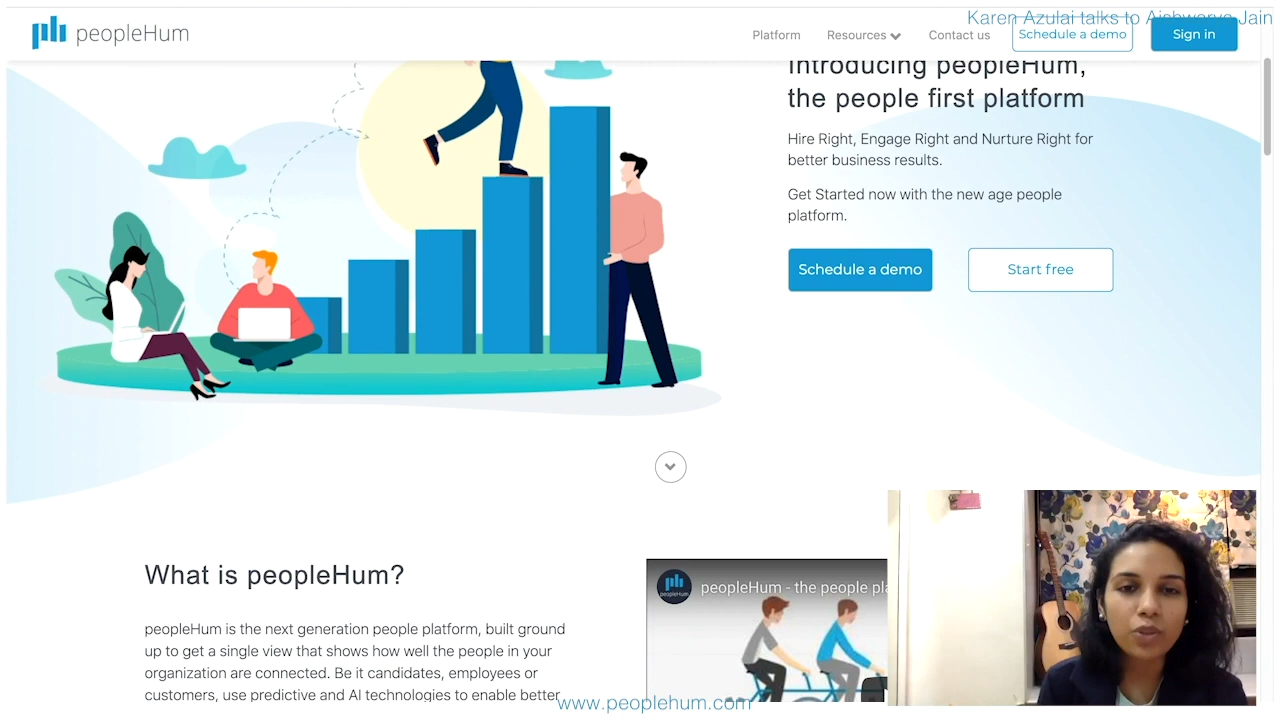 Karen Azulai talks to Aishwarya Jain
peopleHum
Platform
Resources
Contact us
Schedule a demo
Sign in
Introducing peopleHum,
the people first platform
Hire Right, Engage Right and Nurture Right for
better business results.
Get Started now with the new age people
platform.
Schedule a demo
Start free
What is peopleHum?
peopleHum is the next generation people platform, built ground
up to get a single view that shows how well the people in your
organization are connected. Be it candidates, employees or
customers, use predictive and AI technologies to enable better
peopleHum
peopleHum - the people pla
www.peoplehum.com